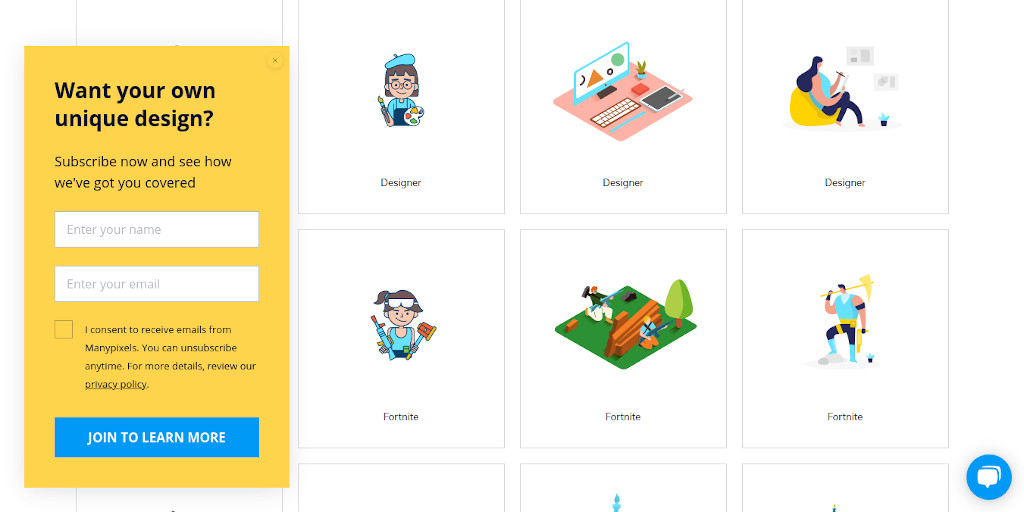 Want your own
unique design?
Subscribe now and see how
we've got you covered
Enter your name
Enter your email
I consent to receive emails from
Manypixels. You can unsubscribe
anytime. For more details, review our
privacy policy.
JOIN TO LEARN MORE
Designer
Designer
Designer
Fortnite
Fortnite
Fortnite